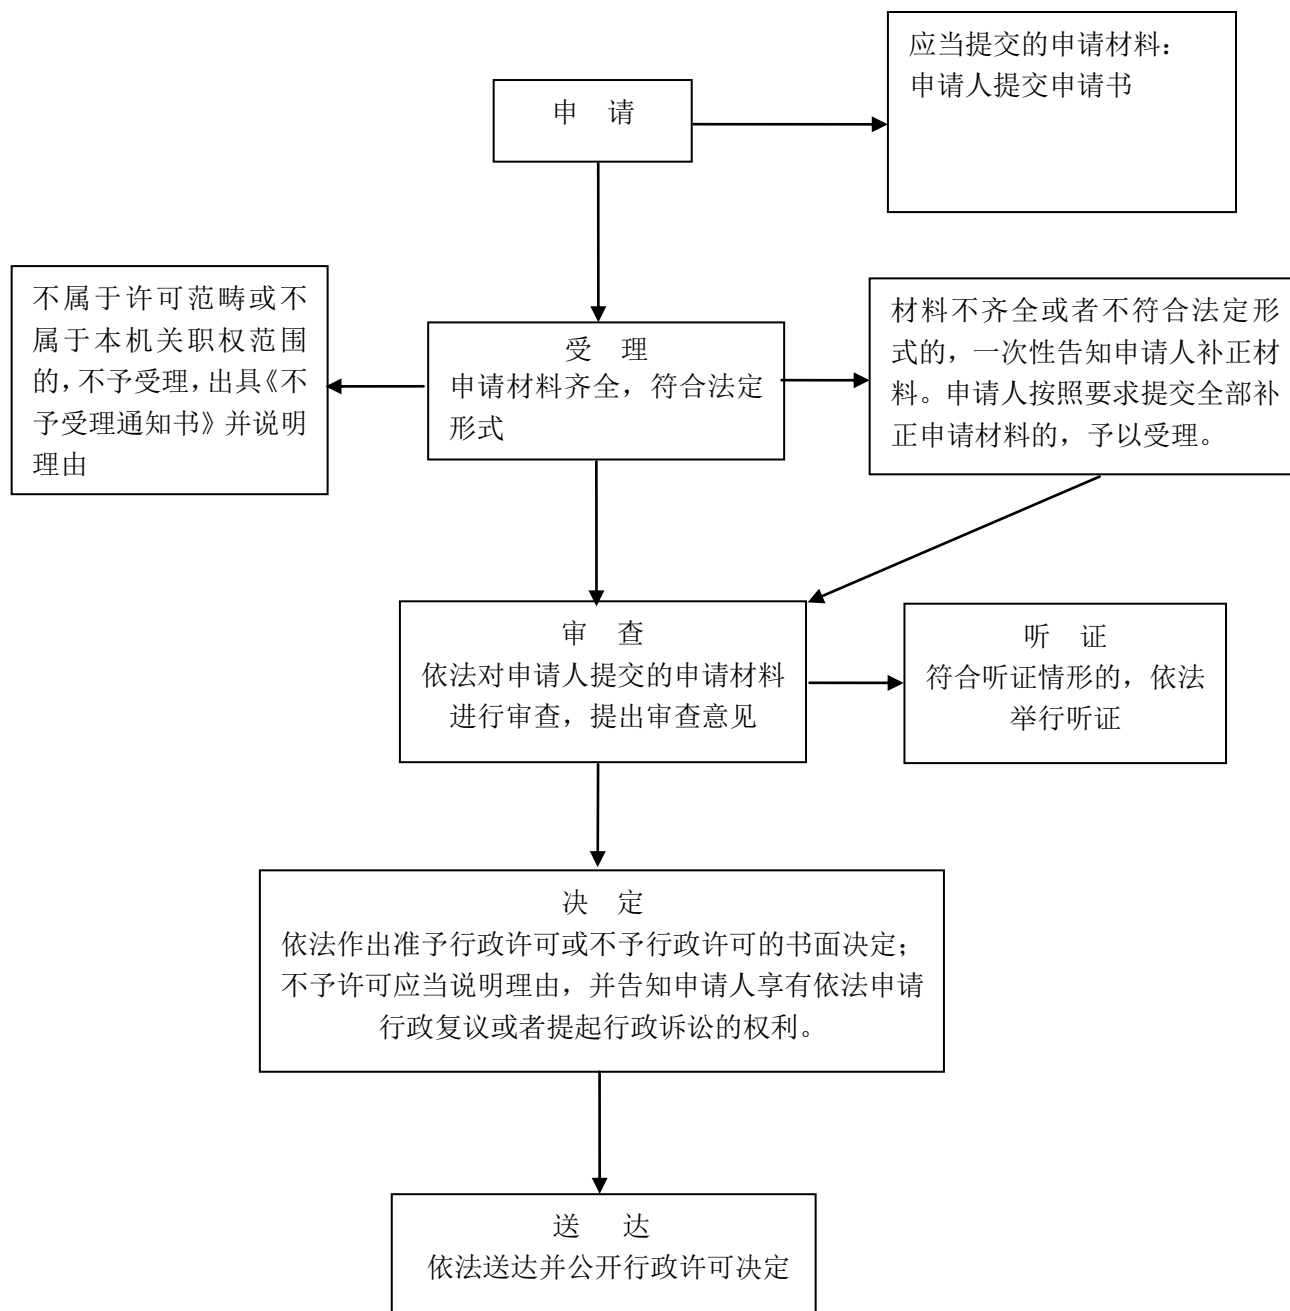 应当提交的申请材料：
申请人提交申请书
申 请
不属于许可范畴或不
属于本机关职权范围
的，不予受理，出具《不
予受理通知书》并说明
理由
受 理
申请材料齐全，符合法定
形式
材料不齐全或者不符合法定形
式的，一次性告知申请人补正材
料。申请人按照要求提交全部补
正申请材料的，予以受理。
审 查
依法对申请人提交的申请材料
进行审查，提出审查意见
听 证
符合听证情形的，依法
举行听证
决 定
依法作出准予行政许可或不予行政许可的书面决定；
不予许可应当说明理由，并告知申请人享有依法申请
行政复议或者提起行政诉讼的权利。
送 达
依法送达并公开行政许可决定